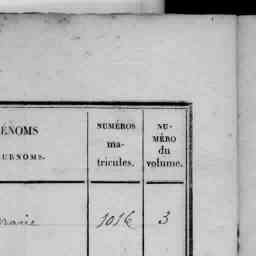 ÉNOMS
URNOMS.
NUMÉROS
ma-
tricules.
NU-
MÉRO
du
volume.
1016
3